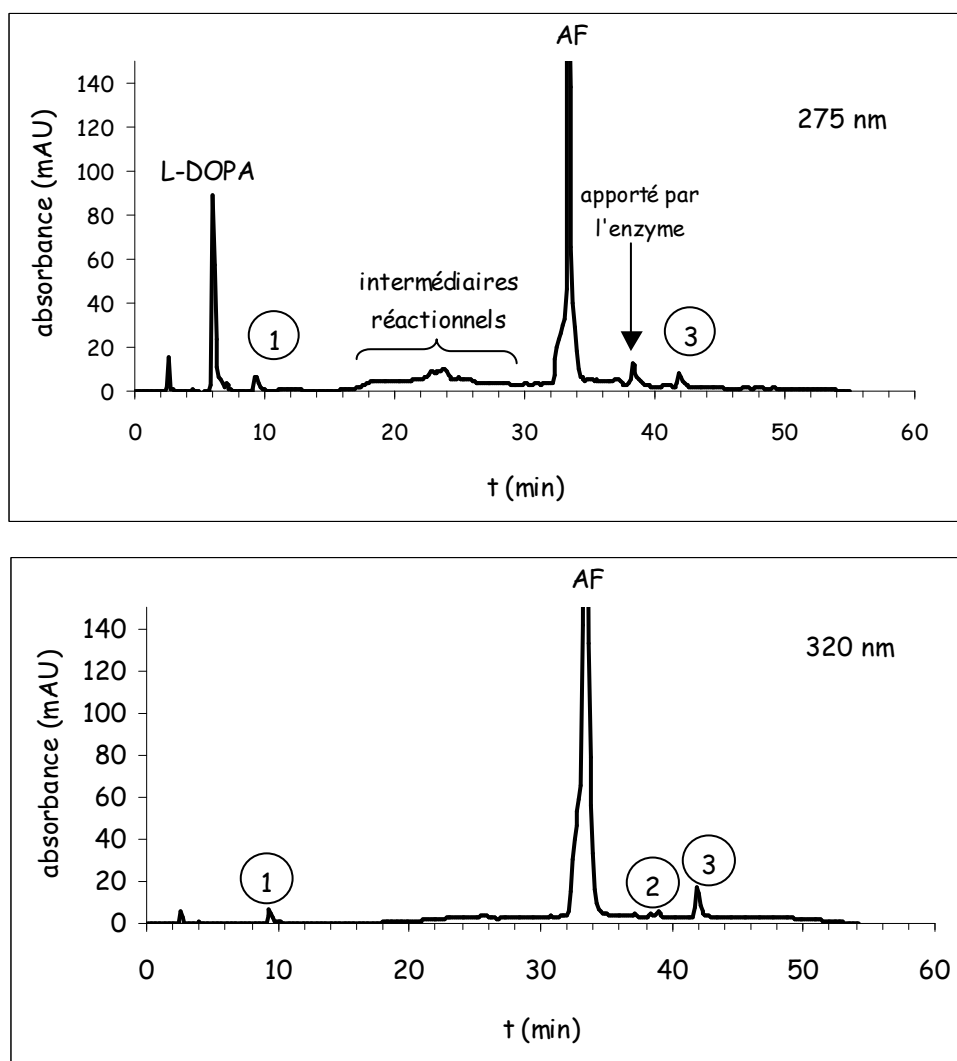 AF
140
275 nm
120
100
L-DOPA
apporté par
l'enzyme
80
60
intermédiaires
réactionnels
40
1
3
20
0
absorbance (mAU)
0 10 20 30 40 50 60
t (min)
AF
140
320 nm
120
100
80
60
40
1
2
3
20
0
absorbance (mAU)
0 10 20 30 40 50 60
t (min)